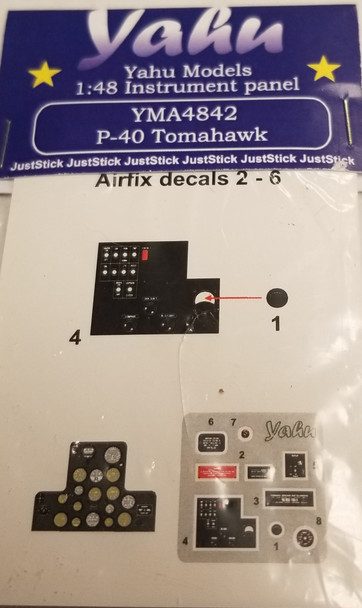 Yahu
Yahu Models
1:48 Instrument panel
YMA4842
P-40 Tomahawk
JustStick JustStick JustStick JustStick JustStick JustStick
Airfix decals 2 - 6
4
1
6 7
Yahu
2
5
3
4
1
8